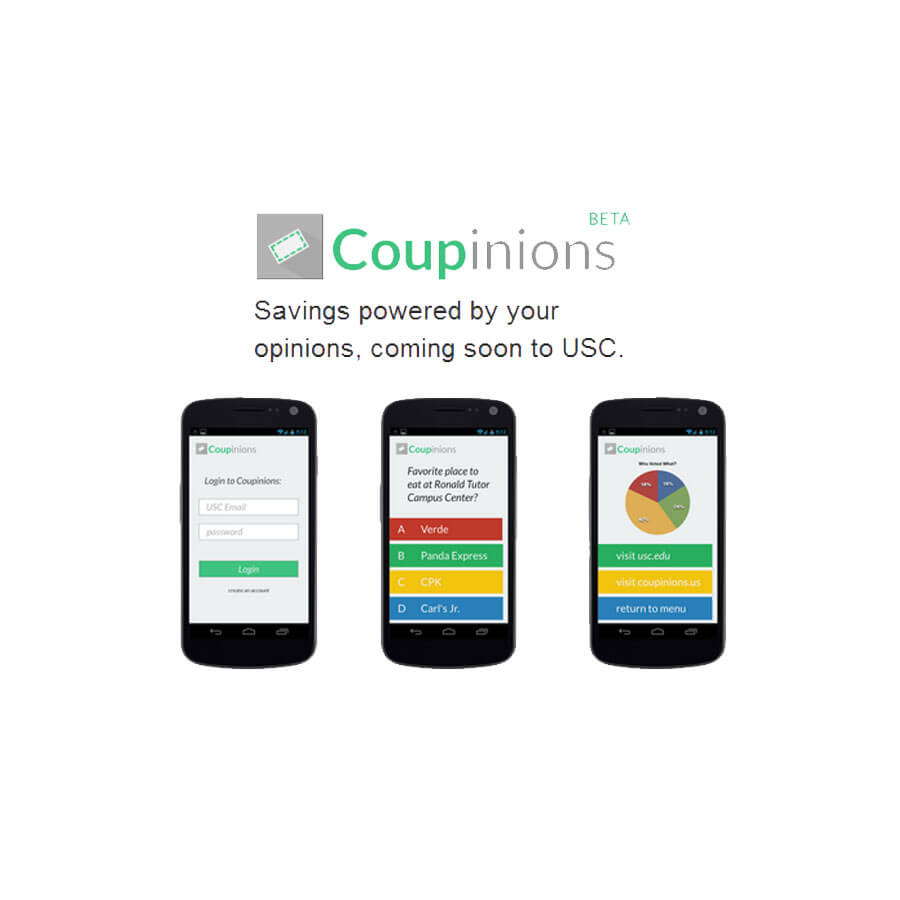 BETA
Coupinions
Savings powered by your
opinions, coming soon to USC.
Coupinions
Login to Coupinions:
USC Email
password
Login
create an account
Coupinions
Favorite place to
eat at Ronald Tutor
Campus Center?
A Verde
B Panda Express
C CPK
D Carl's Jr.
Coupinions
Who Voted What?
visit usc.edu
visit coupinions.us
return to menu